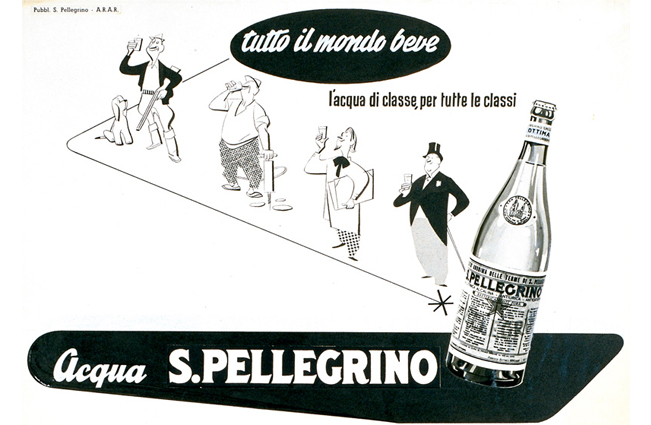 Pubbl. S. Pellegrino - A.R.A.R.
tutto il mondo beve
l'acqua di classe, per tutte le classi
S.PELLEGRINO
Acqua S.PELLEGRINO